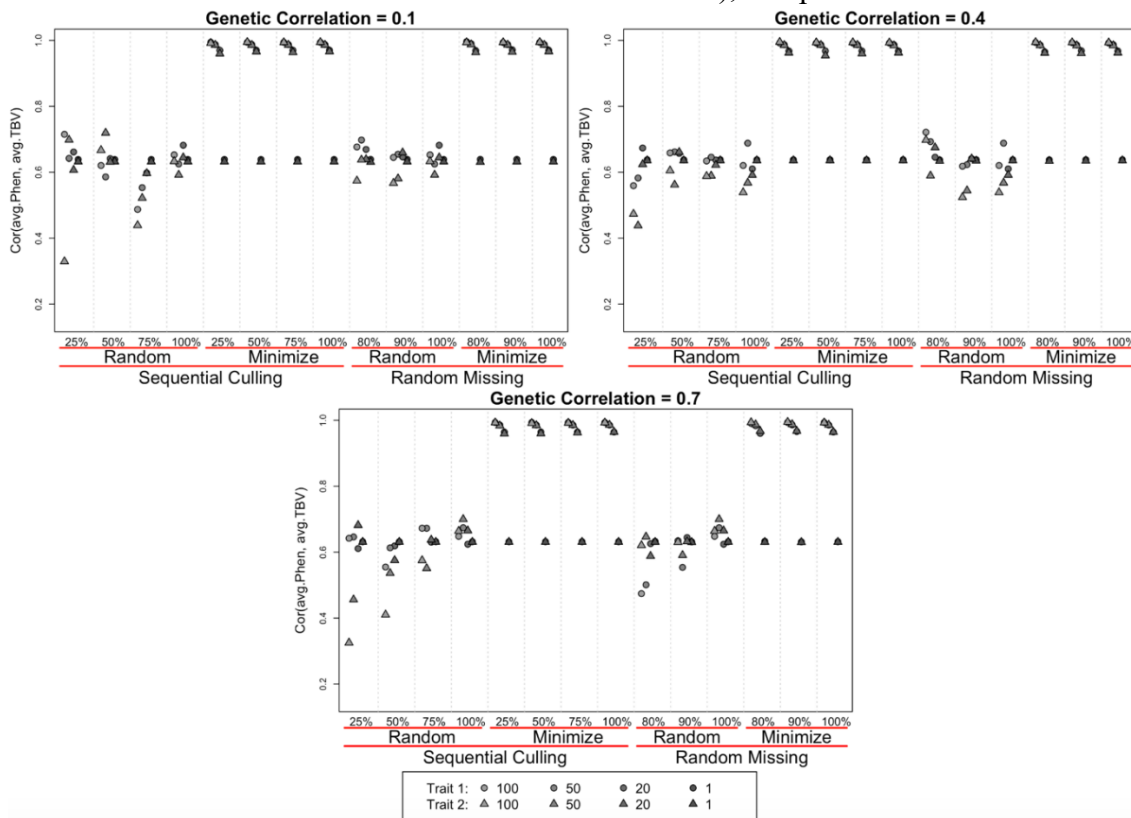 Genetic Correlation = 0.1
Cor(avg.Phen, avg.TBV)
1.0
0.8
0.6
0.4
0.2
25% 50% 75% 100% 25% 50% 75% 100% 80% 90% 100% 80% 90% 100%
Random Minimize Random Minimize
Sequential Culling Random Missing
Genetic Correlation = 0.4
Cor(avg.Phen, avg.TBV)
1.0
0.8
0.6
0.4
0.2
25% 50% 75% 100% 25% 50% 75% 100% 80% 90% 100% 80% 90% 100%
Random Minimize Random Minimize
Sequential Culling Random Missing
Genetic Correlation = 0.7
Cor(avg.Phen, avg.TBV)
1.0
0.8
0.6
0.4
0.2
25% 50% 75% 100% 25% 50% 75% 100% 80% 90% 100% 80% 90% 100%
Random Minimize Random Minimize
Sequential Culling Random Missing
Trait 1: 100 50 20 1
Trait 2: 100 50 20 1